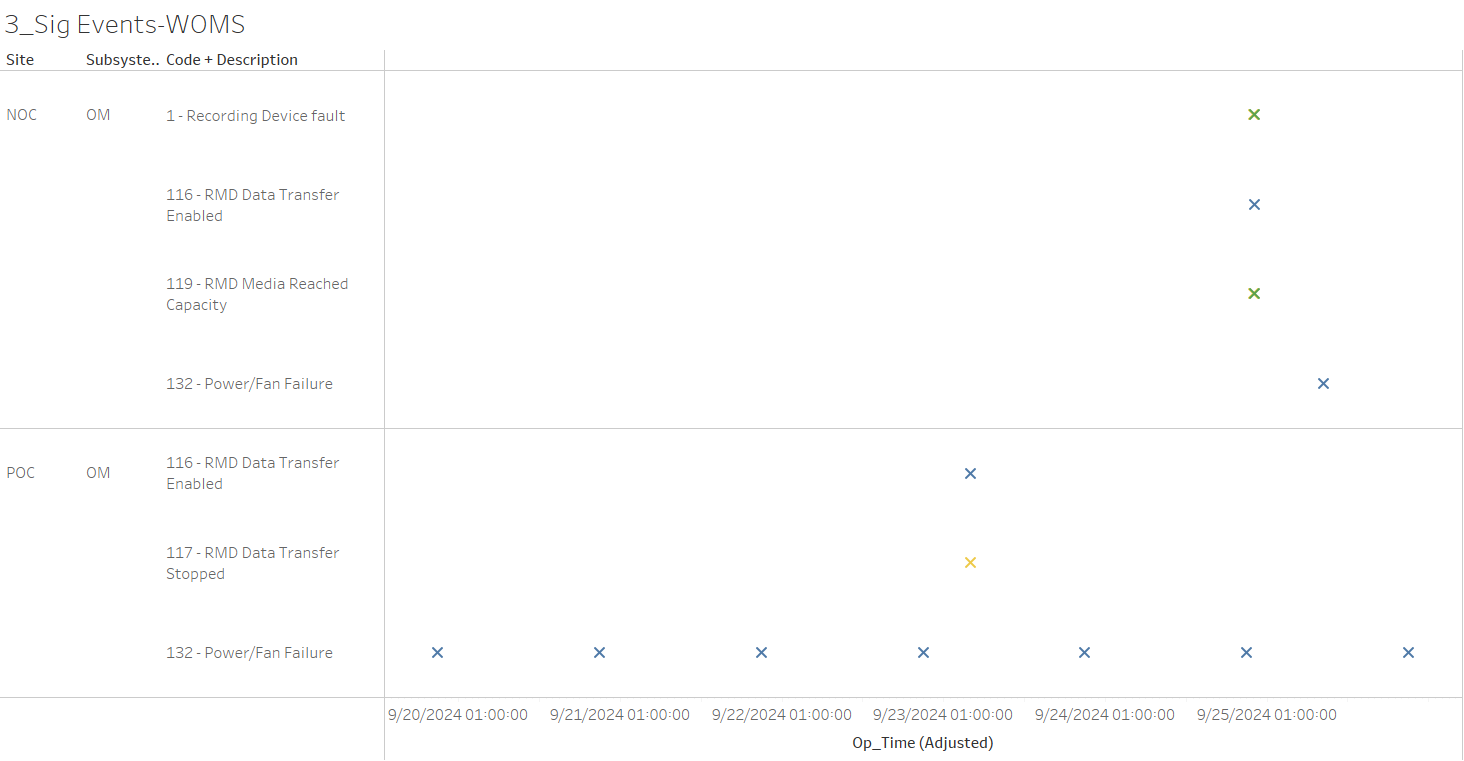 3_Sig Events-WOMS
Site Subsyste.. Code + Description
NOC OM 1 - Recording Device fault
116 - RMD Data Transfer
Enabled
119 - RMD Media Reached
Capacity
132 - Power/Fan Failure
POC OM 116 - RMD Data Transfer
Enabled
117 - RMD Data Transfer
Stopped
132 - Power/Fan Failure
9/20/2024 01:00:00 9/21/2024 01:00:00 9/22/2024 01:00:00 9/23/2024 01:00:00 9/24/2024 01:00:00 9/25/2024 01:00:00
Op_Time (Adjusted)